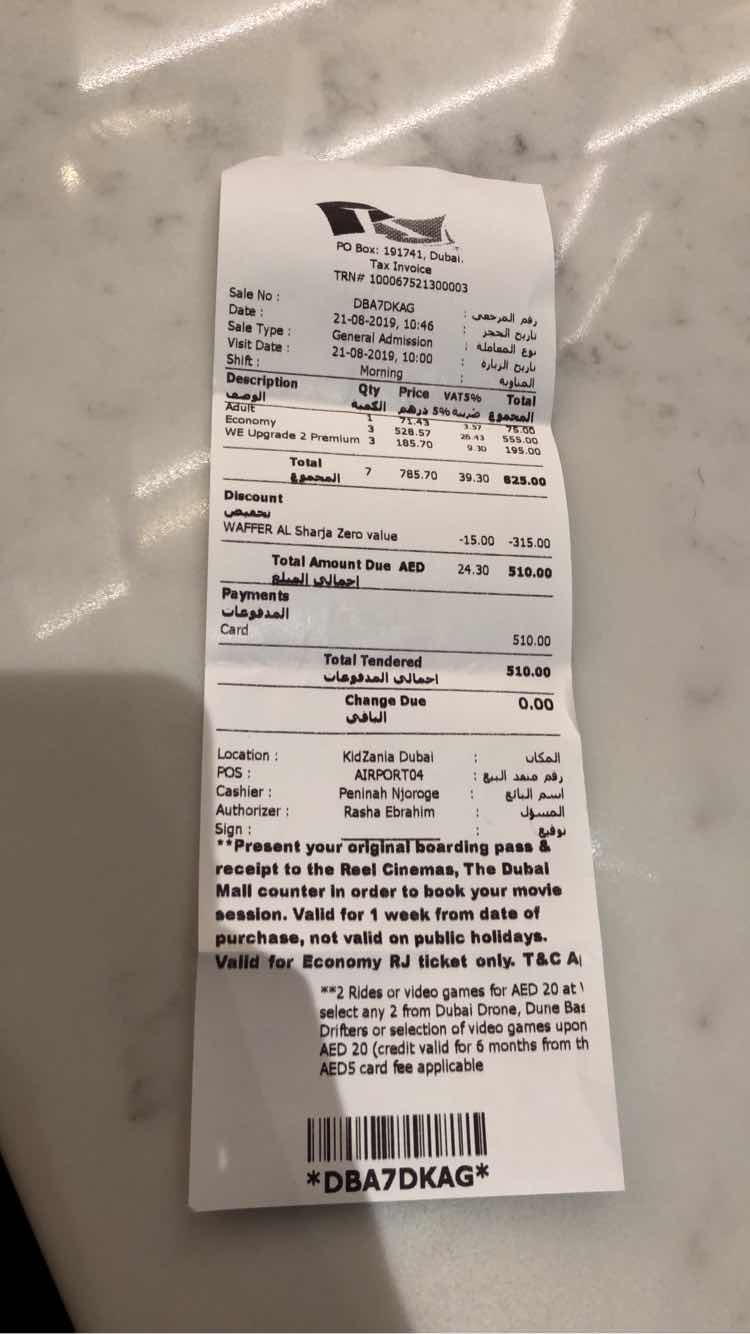 PO Box: 191741, Dubai.
Tax Invoice
TRN# 100067521300003
Sale No : DBA7DKAG رقم المرجعى :
Date : 21-08-2019, 10:46 تاريخ الحجز :
Sale Type : General Admission نوع المعاملة :
Visit Date : 21-08-2019, 10:00 تاريخ الزيارة :
Shift : Morning المناوبة :
Description Qty Price VAT5% Total
الوصف الكمية درهم ضريبة 5% المجموع
Adult 1 71.43 3.57 75.00
Economy 3 528.57 26.43 555.00
WE Upgrade 2 Premium 3 185.70 9.30 195.00
Total 7 785.70 39.30 825.00
المجموع
Discount
تخفيض
WAFFER AL Sharja Zero value -15.00 -315.00
Total Amount Due AED 24.30 510.00
اجمالى المبلغ
Payments
المدفوعات
Card 510.00
Total Tendered 510.00
اجمالى المدفوعات
Change Due 0.00
الباقي
Location : KidZania Dubai : المكان
POS : AIRPORT04 : رقم منفذ البيع
Cashier : Peninah Njoroge : اسم البائع
Authorizer : Rasha Ebrahim : المسؤل
Sign : : توقيع
**Present your original boarding pass &
receipt to the Reel Cinemas, The Dubai
Mall counter in order to book your movie
session. Valid for 1 week from date of
purchase, not valid on public holidays.
Valid for Economy RJ ticket only. T&C
**2 Rides or video games for AED 20 at
select any 2 from Dubai Drone, Dune Bas
Drifters or selection of video games upon
AED 20 (credit valid for 6 months from th
AED5 card fee applicable
*DBA7DKAG*